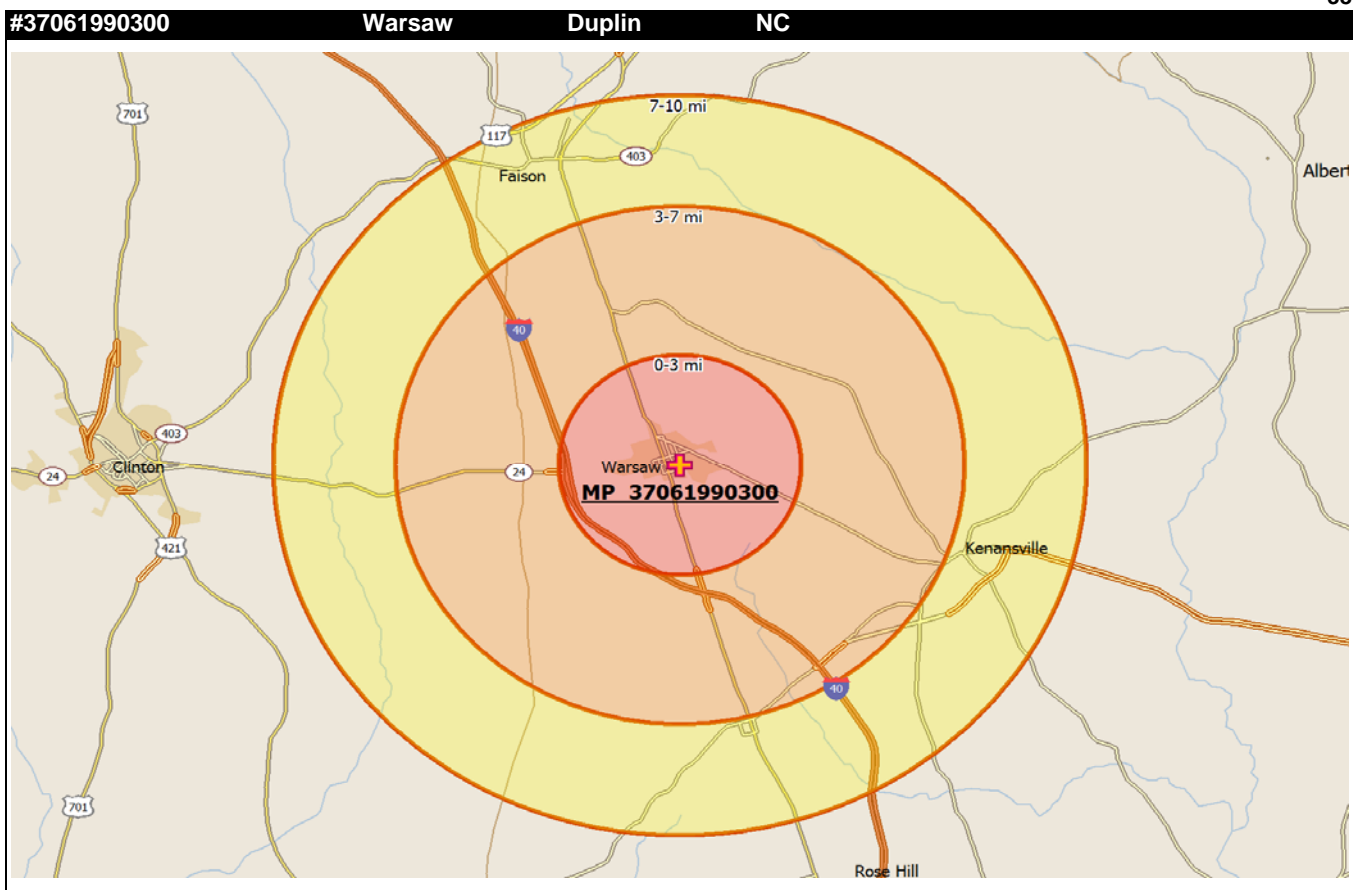 #37061990300 Warsaw Duplin NC
7-10 mi
701
117
403
Faison
Albert
3-7 mi
40
0-3 mi
403
24
Clinton
24
Warsaw
MP 37061990300
421
Kenansville
40
701
Rose Hill